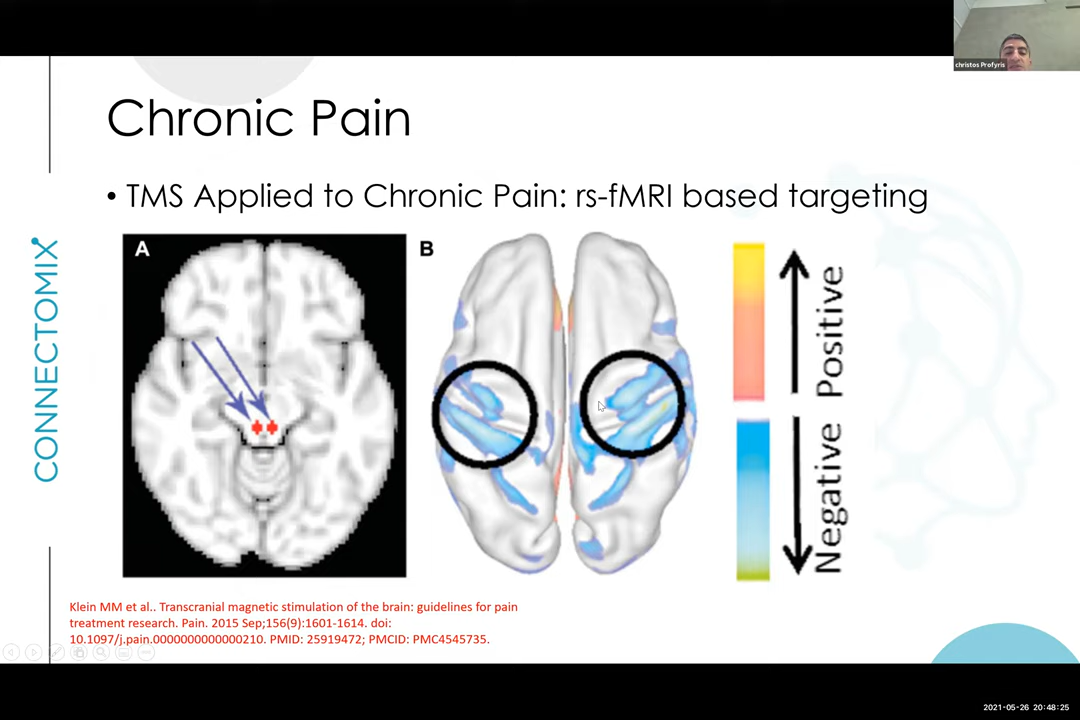 christos Profyris
Chronic Pain
• TMS Applied to Chronic Pain: rs-fMRI based targeting
CONNECTOMIX
A
B
Positive
Negative
Klein MM et al.. Transcranial magnetic stimulation of the brain: guidelines for pain
treatment research. Pain. 2015 Sep;156(9):1601-1614. doi:
10.1097/j.pain.0000000000000210. PMID: 25919472; PMCID: PMC4545735.
2021-05-26 20:48:25